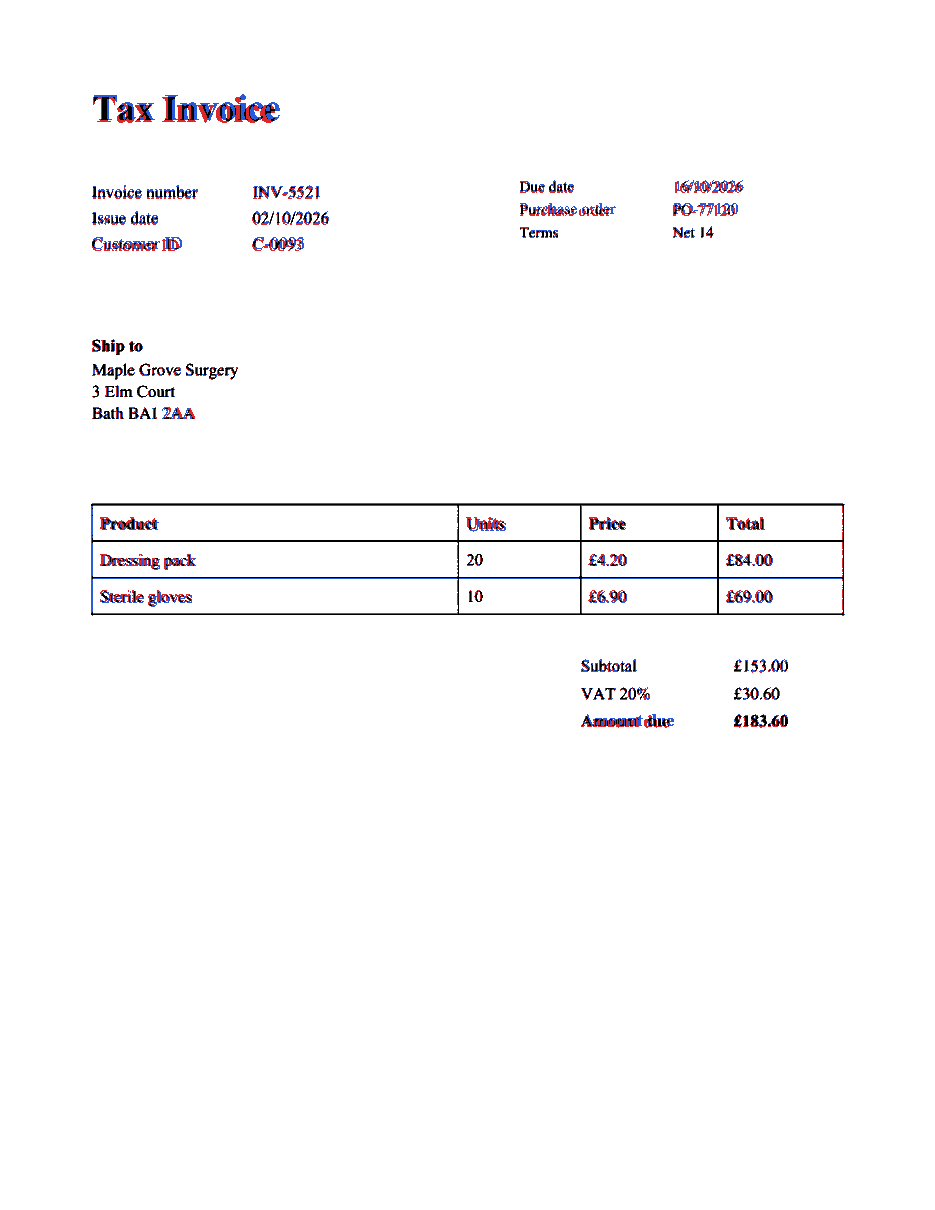 Tax Invoice
Invoice number INV-5521
Issue date 02/10/2026
Customer ID C-0093
Due date 16/10/2026
Purchase order PO-77120
Terms Net 14
Ship to
Maple Grove Surgery
3 Elm Court
Bath BA1 2AA
Product Units Price Total
Dressing pack 20 £4.20 £84.00
Sterile gloves 10 £6.90 £69.00
Subtotal £153.00
VAT 20% £30.60
Amount due £183.60